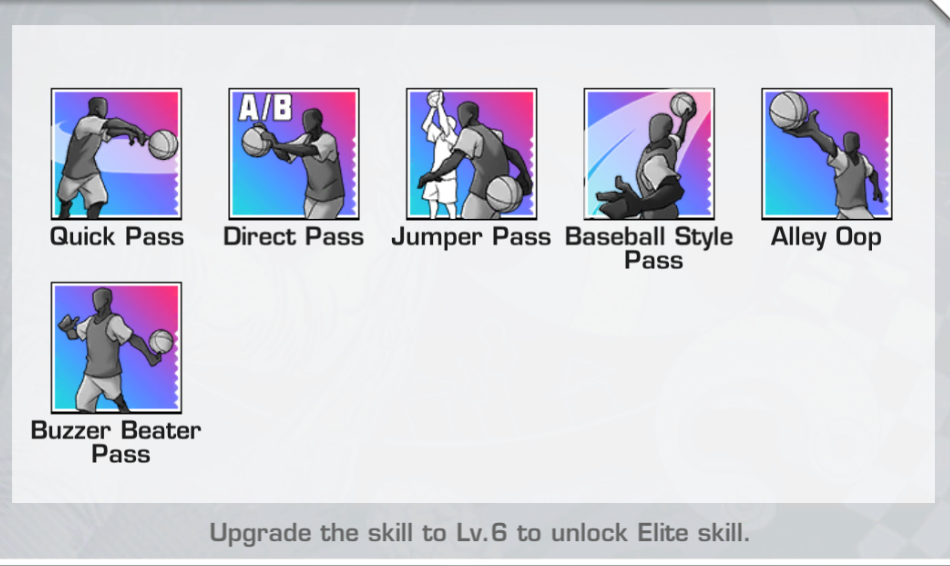 A/B
Quick Pass
Direct Pass
Jumper Pass
Baseball Style
Pass
Alley Oop
Buzzer Beater
Pass
Upgrade the skill to Lv.6 to unlock Elite skill.